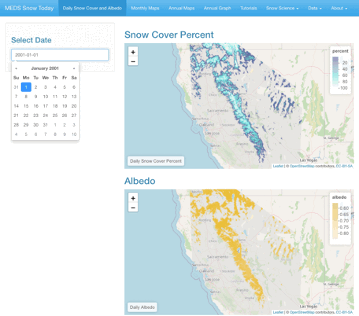 MEDS Snow Today
Daily Snow Cover and Albedo
Monthly Maps
Annual Maps
Annual Graph
Tutorials
Snow Science
Data
About
Select Date
2001-01-01
« January 2001 »
Su Mo Tu We Th Fr Sa
31 1 2 3 4 5 6
7 8 9 10 11 12 13
14 15 16 17 18 19 20
21 22 23 24 25 26 27
28 29 30 31 1 2 3
4 5 6 7 8 9 10
Snow Cover Percent
+
−
percent
20
40
60
80
100
Las Vegas
Daily Snow Cover Percent
Leaflet | © OpenStreetMap contributors, CC-BY-SA
Albedo
+
−
albedo
0.60
0.65
0.70
0.75
0.80
Las Vegas
Daily Albedo
Leaflet | © OpenStreetMap contributors, CC-BY-SA